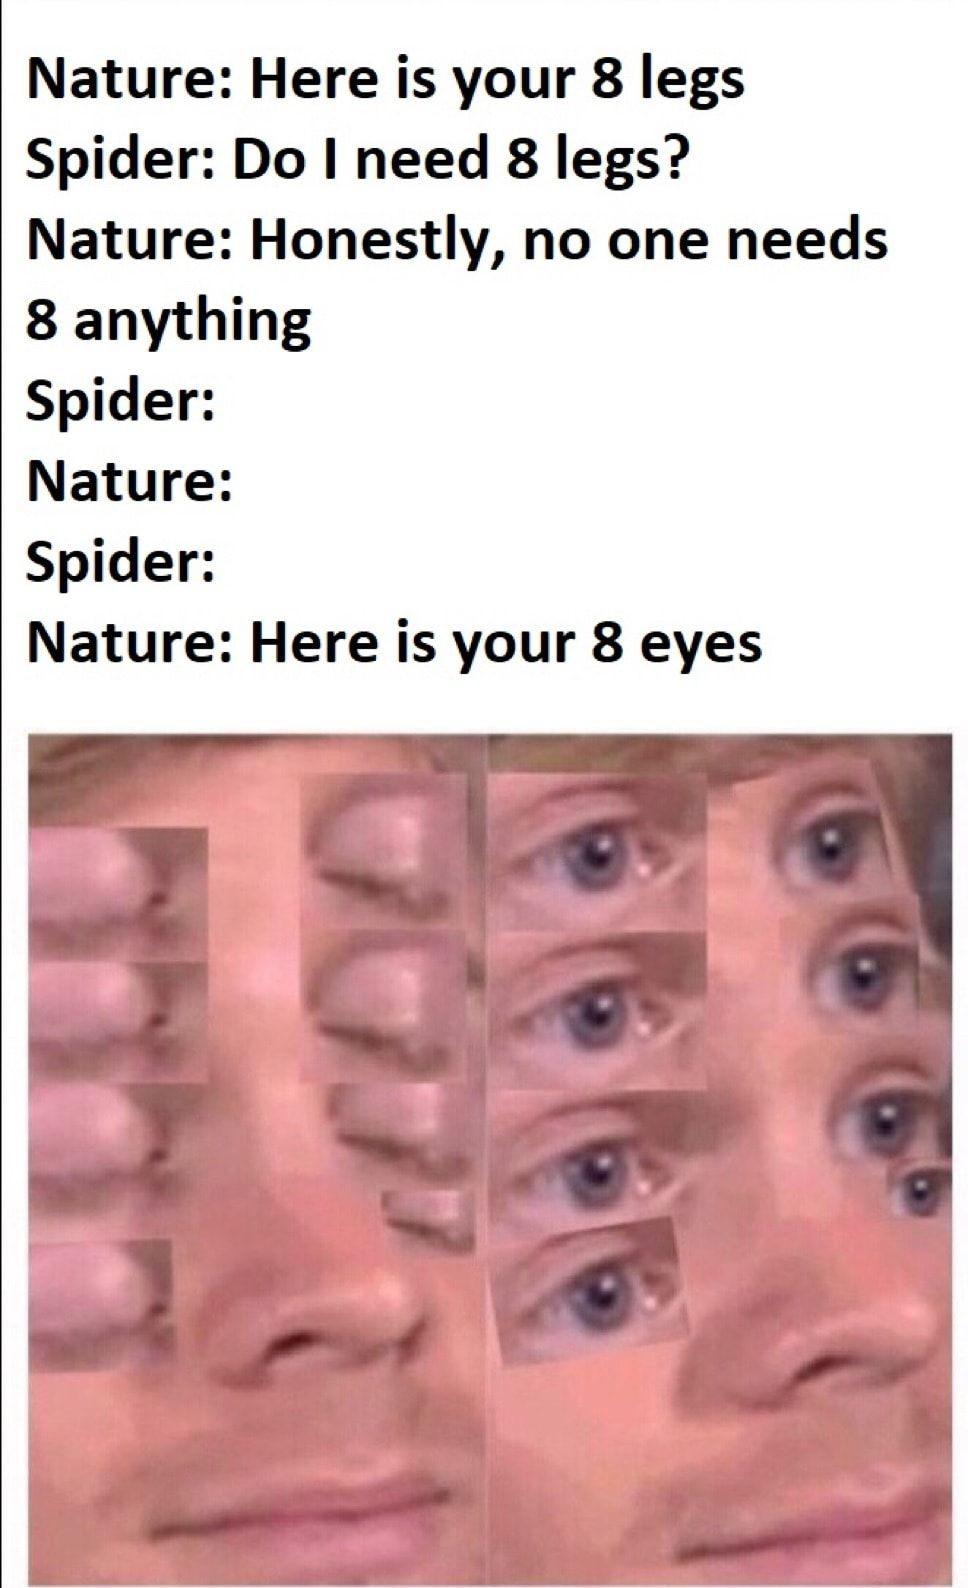 Nature: Here is your 8 legs
Spider: Do I need 8 legs?
Nature: Honestly, no one needs
8 anything
Spider:
Nature:
Spider:
Nature: Here is your 8 eyes